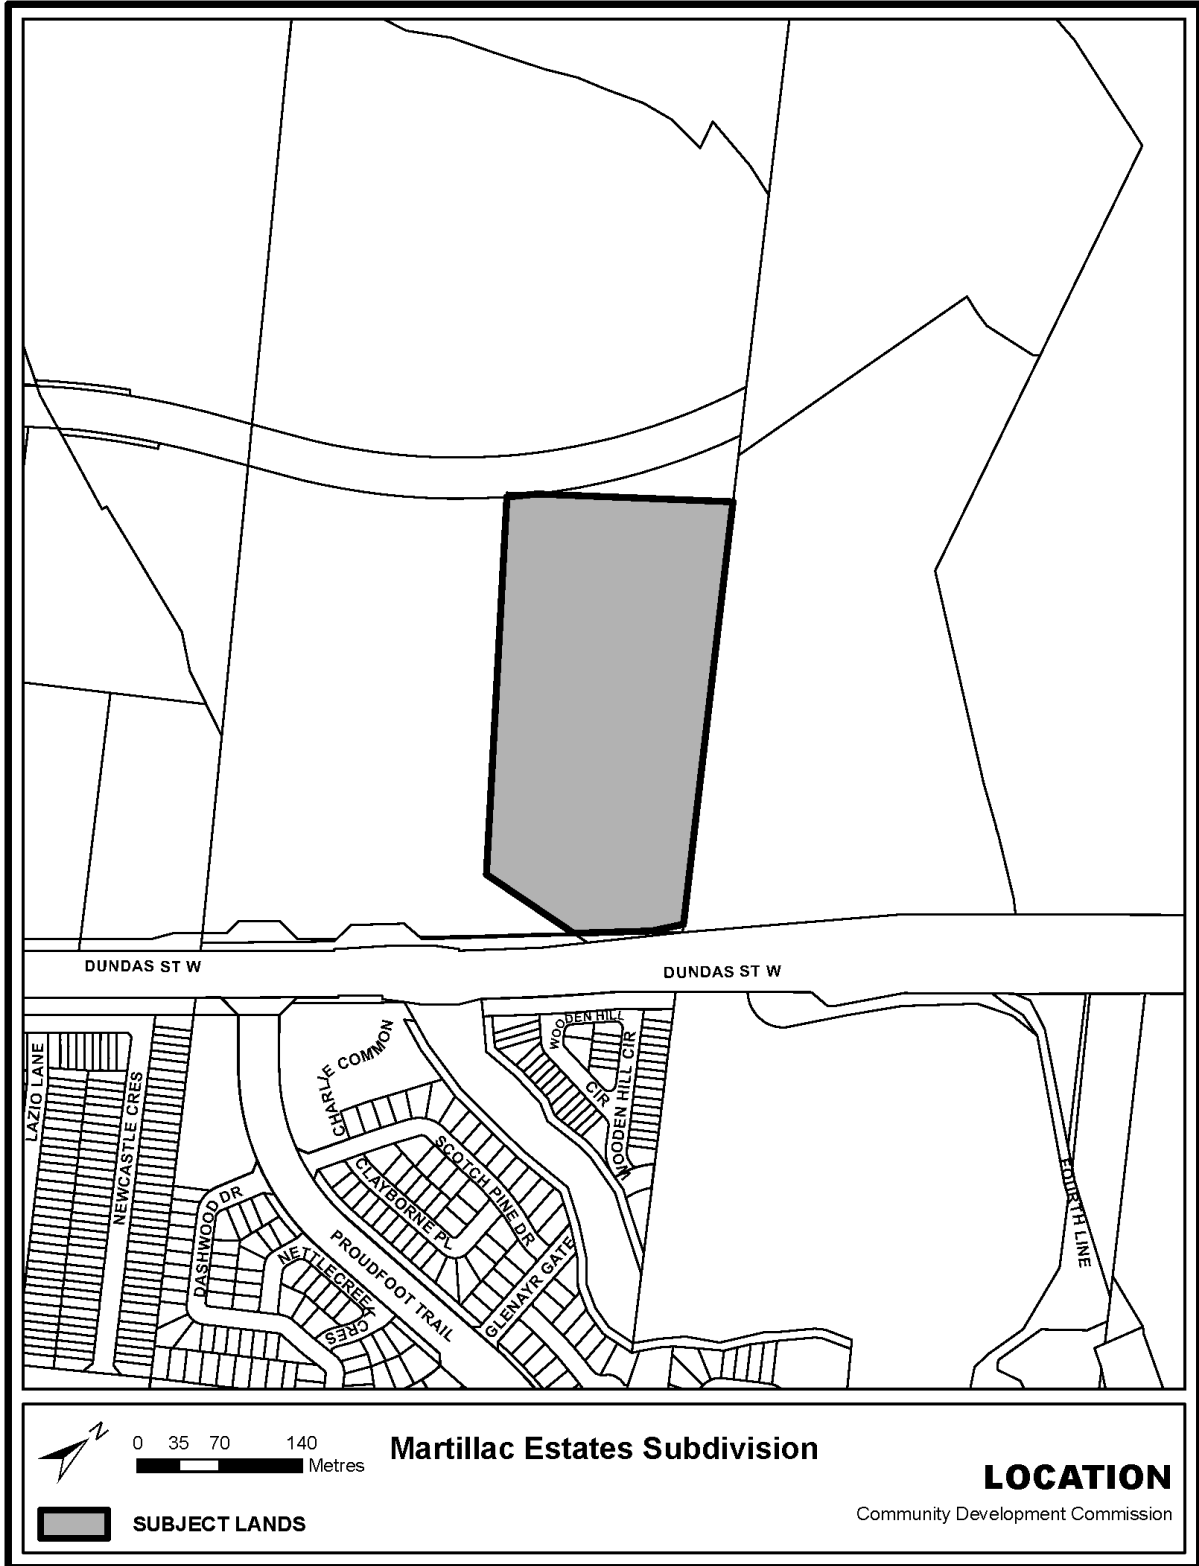 DUNDAS ST W
DUNDAS ST W
WOODEN HILL
CIR
WOODEN HILL CIR
CHARLIE COMMON
LAZIO LANE
NEWCASTLE CRES
SCOTCH PINE DR
CLAYBORNE PL
DASHWOOD DR
NETTLECREEK
CRES
PROUDFOOT TRAIL
GLENAYR GATE
FOURTH LINE
N
0 35 70 140
Metres
Martillac Estates Subdivision
LOCATION
Community Development Commission
SUBJECT LANDS